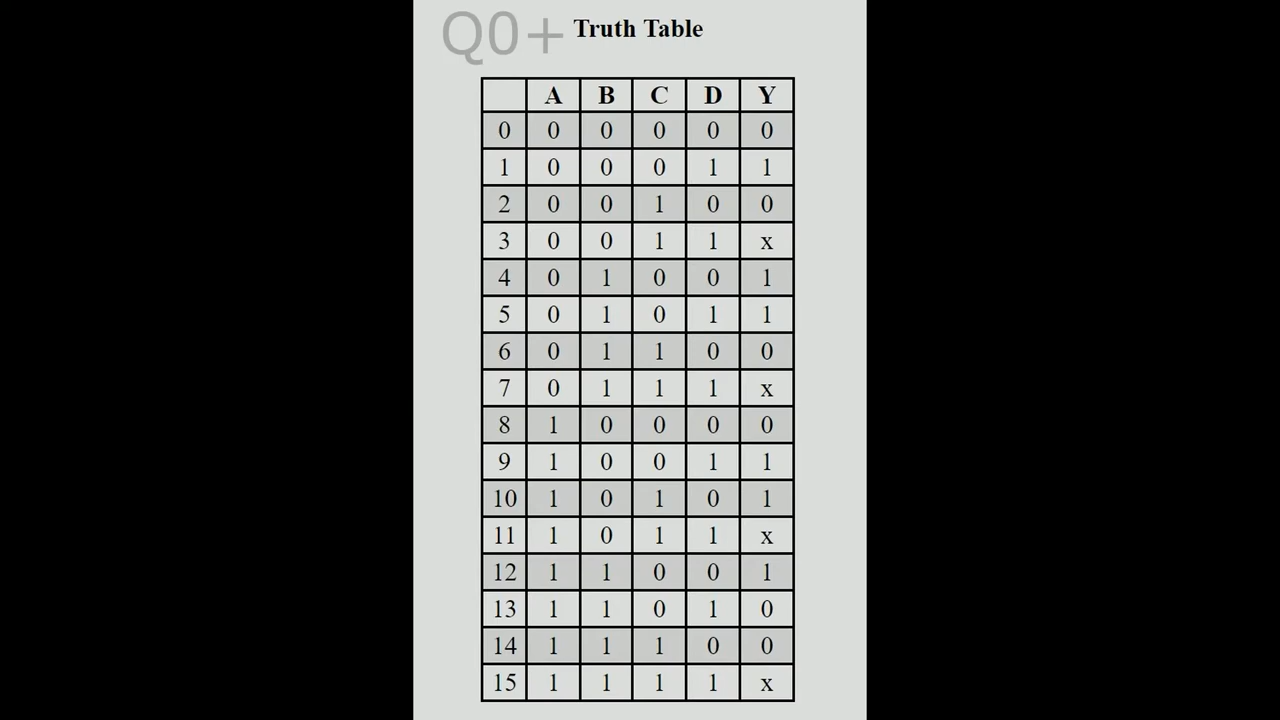 Q0+ Truth Table
A B C D Y
0 0 0 0 0 0
1 0 0 0 1 1
2 0 0 1 0 0
3 0 0 1 1 x
4 0 1 0 0 1
5 0 1 0 1 1
6 0 1 1 0 0
7 0 1 1 1 x
8 1 0 0 0 0
9 1 0 0 1 1
10 1 0 1 0 1
11 1 0 1 1 x
12 1 1 0 0 1
13 1 1 0 1 0
14 1 1 1 0 0
15 1 1 1 1 x